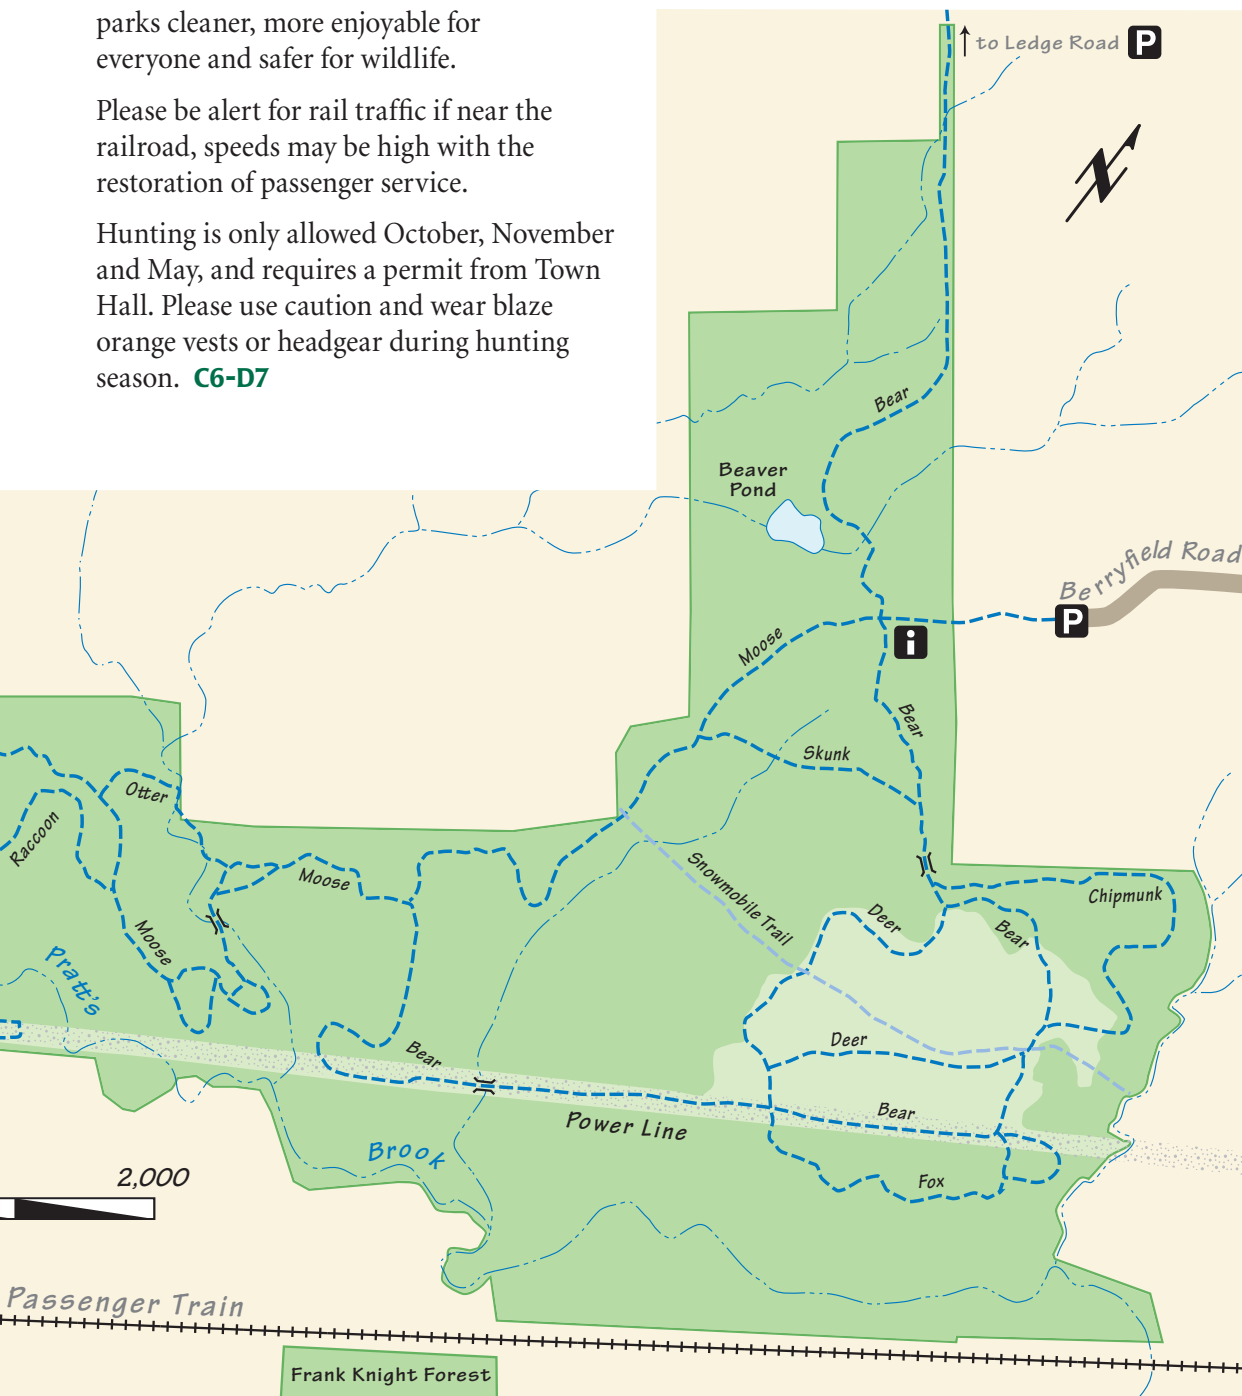 parks cleaner, more enjoyable for
everyone and safer for wildlife.
Please be alert for rail traffic if near the
railroad, speeds may be high with the
restoration of passenger service.
Hunting is only allowed October, November
and May, and requires a permit from Town
Hall. Please use caution and wear blaze
orange vests or headgear during hunting
season. C6-D7
to Ledge Road P
N
Bear
Beaver
Pond
Berryfield Road
P
i
Moose
Bear
Skunk
Otter
Raccoon
Moose
Snowmobile Trail
Chipmunk
Deer
Bear
Moose
Pratt's
Deer
Bear
Bear
Power Line
Brook
Fox
2,000
Passenger Train
Frank Knight Forest